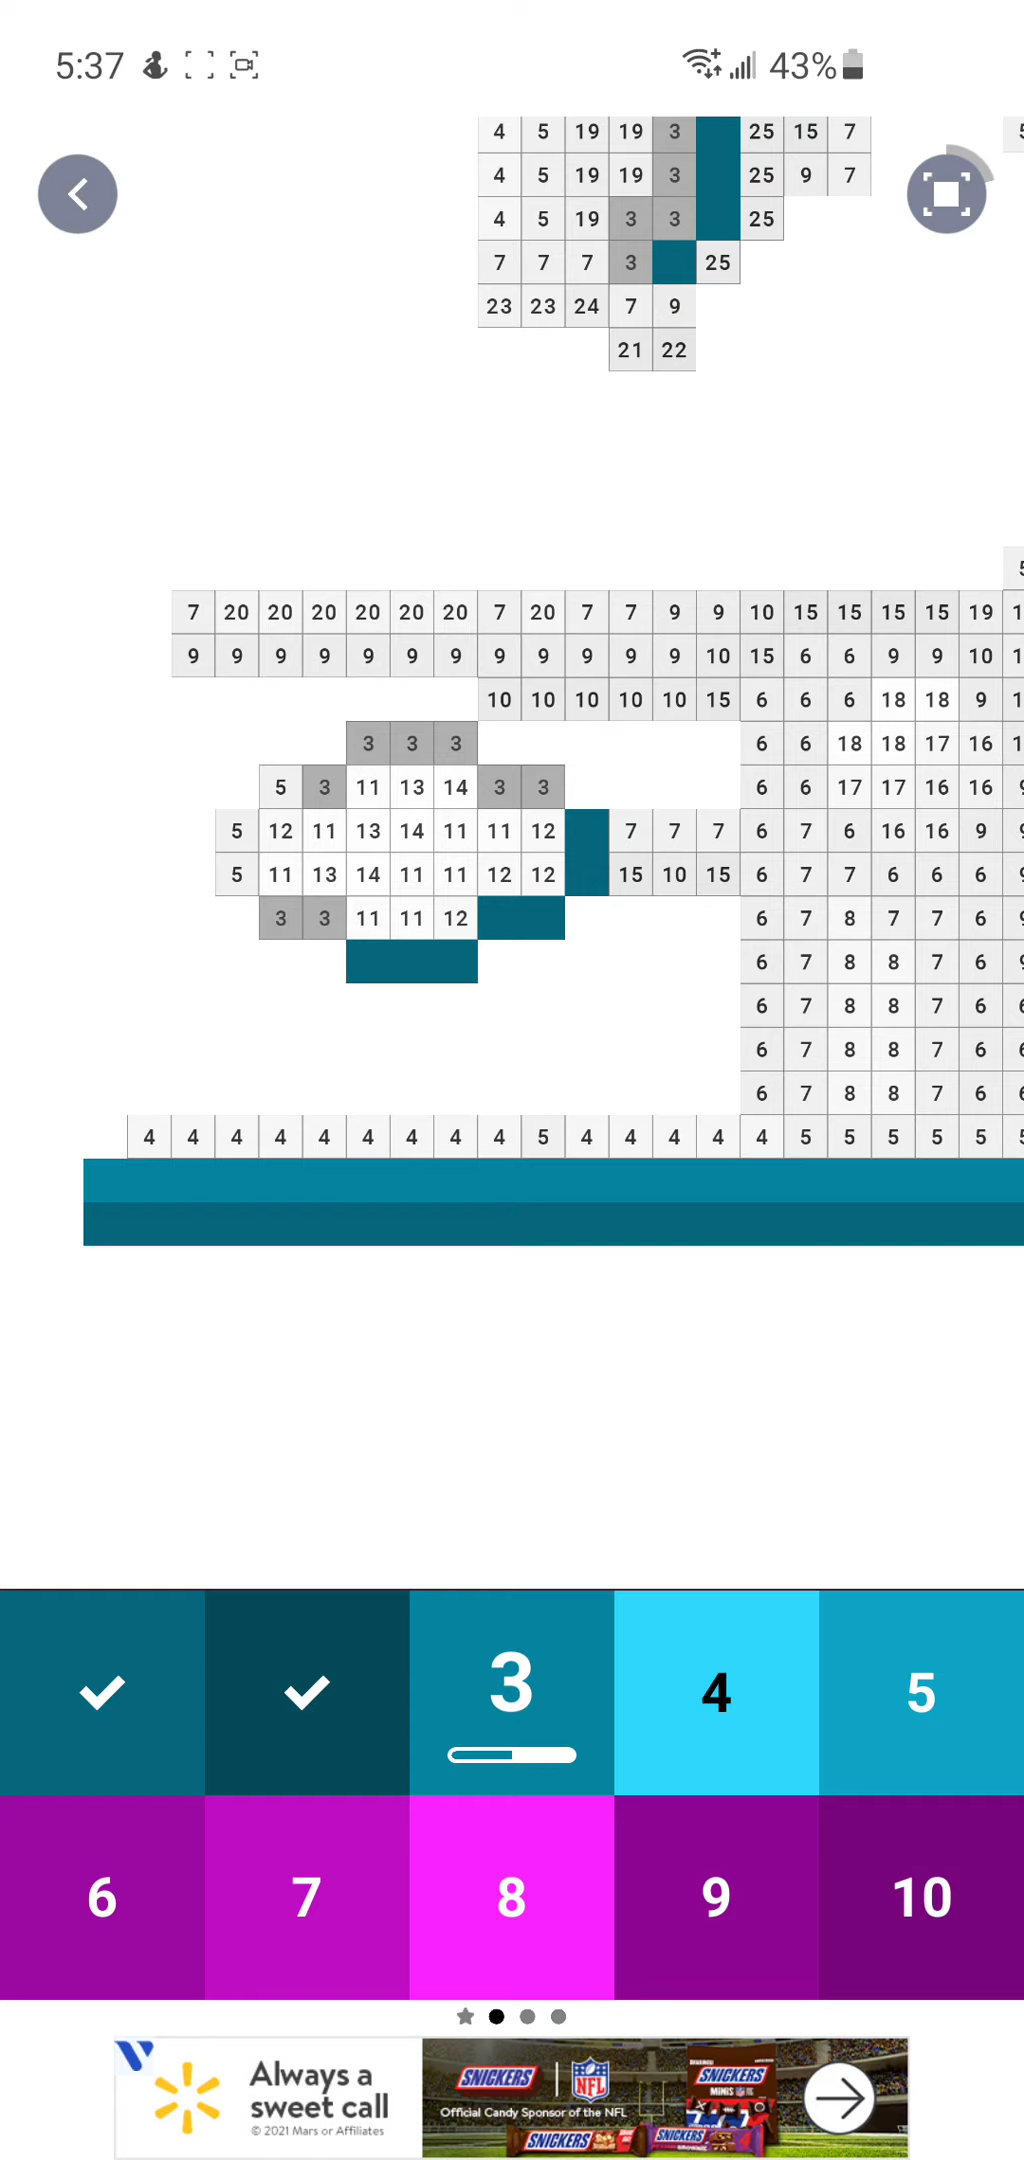 5:37 43%
4 5 19 19 3 25 15 7
4 5 19 19 3 25 9 7
4 5 19 3 3 25
7 7 7 3 25
23 23 24 7 9
21 22
7 20 20 20 20 20 20 7 20 7 7 9 9 10 15 15 15 15 19
9 9 9 9 9 9 9 9 9 9 9 9 10 15 6 6 9 9 10
10 10 10 10 10 15 6 6 6 18 18 9
3 3 3 6 6 18 18 17 16
5 3 11 13 14 3 3 6 6 17 17 16 16
5 12 11 13 14 11 11 12 7 7 7 6 7 6 16 16 9
5 11 13 14 11 11 12 12 15 10 15 6 7 7 6 6 6
3 3 11 11 12 6 7 8 7 7 6
6 7 8 8 7 6
6 7 8 8 7 6
6 7 8 8 7 6
6 7 8 8 7 6
4 4 4 4 4 4 4 4 4 5 4 4 4 4 4 5 5 5 5 5
3 4 5
6 7 8 9 10
Always a
sweet call
© 2021 Mars or Affiliates
SNICKERS NFL
Official Candy Sponsor of the NFL
SNICKERS
MINIS
SNICKERS SNICKERS